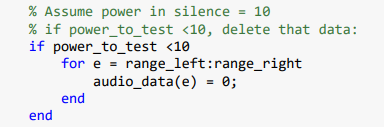 % Assume power in silence = 10
% if power_to_test <10, delete that data:
if power_to_test <10
for e = range_left:range_right
audio_data(e) = 0;
end
end